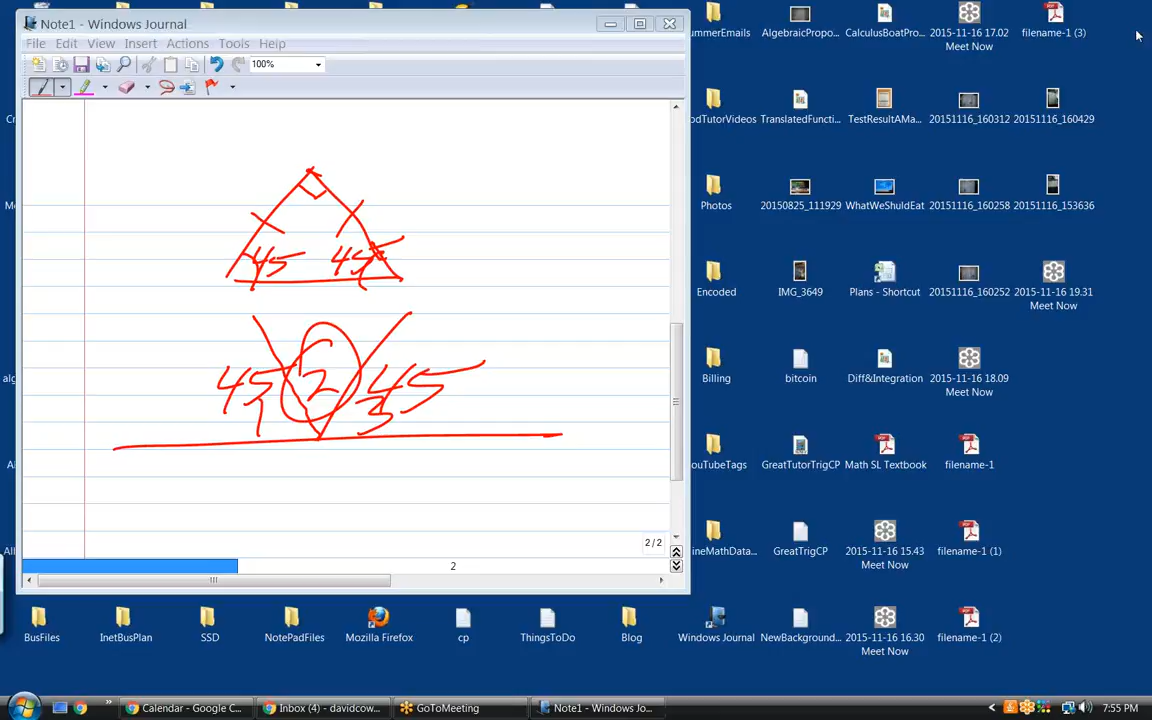 Note1 - Windows Journal
File Edit View Insert Actions Tools Help
100%
45 45
45 2 45
1 3
2/2
2
ummerEmails AlgebraicPropo... CalculusBoatPro... 2015-11-16 17.02 Meet Now filename-1 (3)
odTutorVideos TranslatedFuncti... TestResultAMa... 20151116_160312 20151116_160429
Photos 20150825_111929 WhatWeShuldEat 20151116_160258 20151116_153636
Encoded IMG_3649 Plans - Shortcut 20151116_160252 2015-11-16 19.31 Meet Now
Billing bitcoin Diff&Integration 2015-11-16 18.09 Meet Now
ouTubeTags GreatTutorTrigCP Math SL Textbook filename-1
ineMathData... GreatTrigCP 2015-11-16 15.43 Meet Now filename-1 (1)
BusFiles InetBusPlan SSD NotePadFiles Mozilla Firefox cp ThingsToDo Blog Windows Journal NewBackground... 2015-11-16 16.30 Meet Now filename-1 (2)
Calendar - Google C... Inbox (4) - davidcow... GoToMeeting Note1 - Windows Jo... 7:55 PM